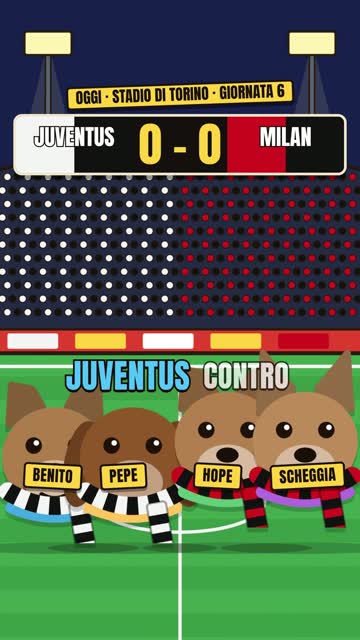 OGGI · STADIO DI TORINO · GIORNATA 6
JUVENTUS 0 - 0 MILAN
JUVENTUS CONTRO
BENITO PEPE HOPE SCHEGGIA